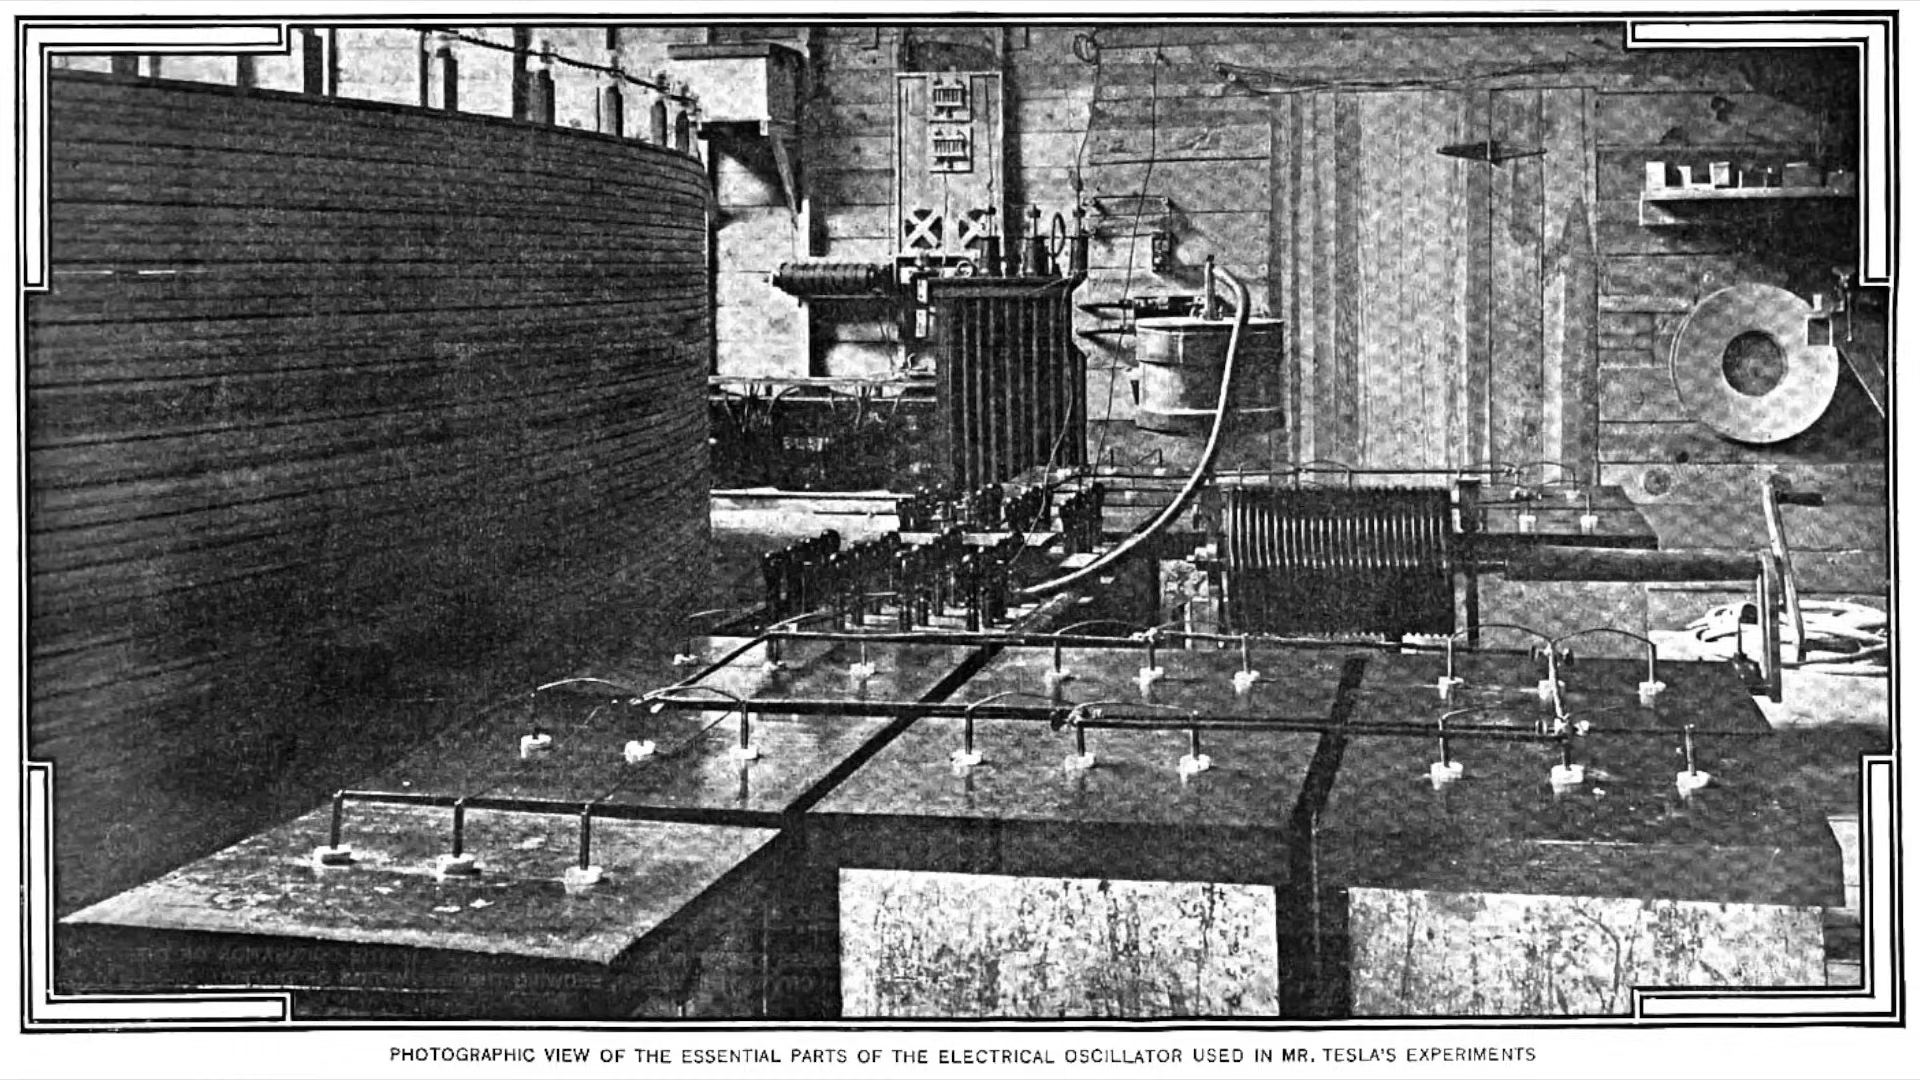 PHOTOGRAPHIC VIEW OF THE ESSENTIAL PARTS OF THE ELECTRICAL OSCILLATOR USED IN MR. TESLA'S EXPERIMENTS